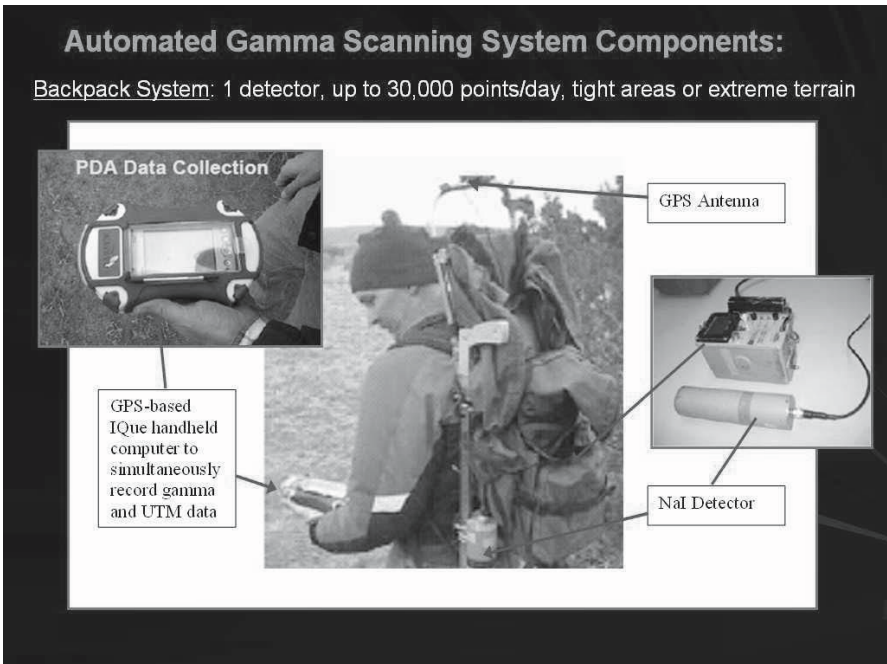 Automated Gamma Scanning System Components:
Backpack System: 1 detector, up to 30,000 points/day, tight areas or extreme terrain
PDA Data Collection
GPS Antenna
GPS-based
IQue handheld
computer to
simultaneously
record gamma
and UTM data
NaI Detector